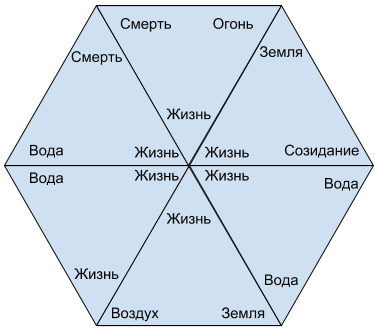 Смерть Огонь
Смерть Земля
Жизнь
Вода Жизнь Жизнь Созидание
Вода Жизнь Жизнь Вода
Жизнь
Жизнь Вода
Воздух Земля